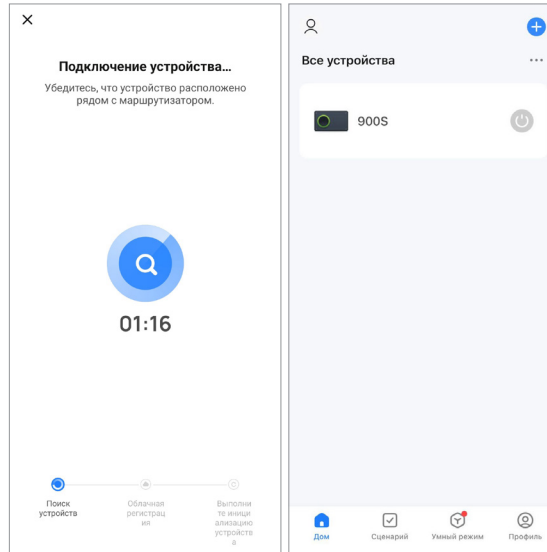 Подключение устройства...
Убедитесь, что устройство расположено
рядом с маршрутизатором.
01:16
Поиск
устройств
Облачная
регистрац
ия
Выполни
те иници
ализацию
устройств
а
Все устройства
900S
Дом
Сценарий
Умный режим
Профиль